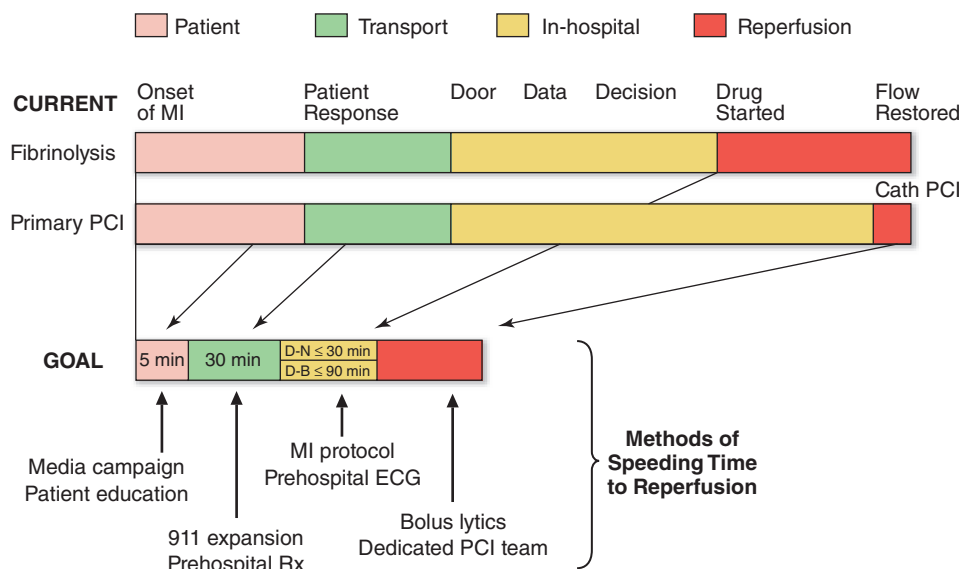 Patient
Transport
In-hospital
Reperfusion
CURRENT
Onset
of MI
Patient
Response
Door
Data
Decision
Drug
Started
Flow
Restored
Fibrinolysis
Cath PCI
Primary PCI
GOAL
5 min
30 min
D-N ≤ 30 min
D-B ≤ 90 min
Media campaign
Patient education
MI protocol
Prehospital ECG
911 expansion
Prehospital Rx
Bolus lytics
Dedicated PCI team
Methods of
Speeding Time
to Reperfusion